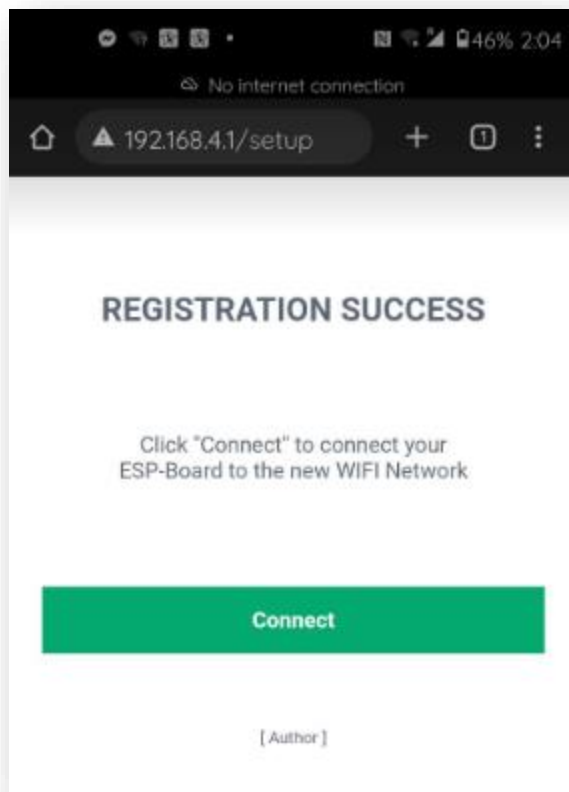 46% 2:04
No internet connection
192.168.4.1/setup
1
REGISTRATION SUCCESS
Click "Connect" to connect your
ESP-Board to the new WIFI Network
Connect
[ Author ]